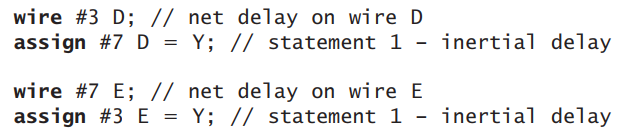 wire #3 D; // net delay on wire D
assign #7 D = Y; // statement 1 – inertial delay
wire #7 E; // net delay on wire E
assign #3 E = Y; // statement 1 – inertial delay